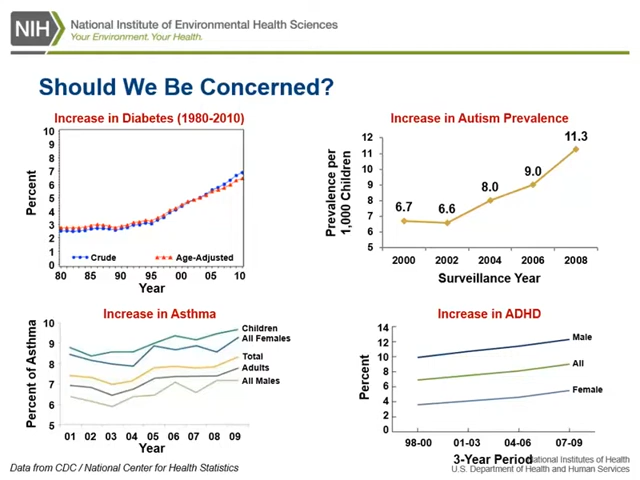 NIH
National Institute of Environmental Health Sciences
Your Environment. Your Health.
Should We Be Concerned?
Increase in Diabetes (1980-2010)
Percent
10
9
8
7
6
5
4
3
2
1
0
80 85 90 95 00 05 10
Crude Age-Adjusted
Year
Increase in Autism Prevalence
Prevalence per
1,000 Children
12
11
10
9
8
7
6
5
6.7 6.6 8.0 9.0 11.3
2000 2002 2004 2006 2008
Surveillance Year
Increase in Asthma
Percent of Asthma
10
9
8
7
6
5
Children
All Females
Total
Adults
All Males
01 02 03 04 05 06 07 08 09
Year
Increase in ADHD
Percent
14
12
10
8
6
4
2
0
Male
All
Female
98-00 01-03 04-06 07-09
3-Year Period
Data from CDC / National Center for Health Statistics
National Institutes of Health
U.S. Department of Health and Human Services